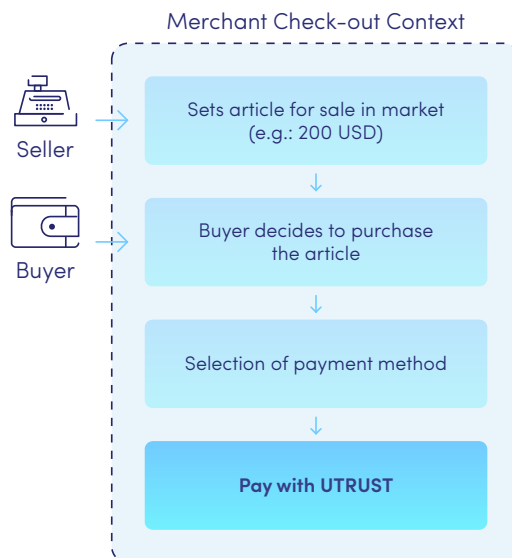 Merchant Check-out Context
Sets article for sale in market
(e.g.: 200 USD)
Seller
Buyer decides to purchase
the article
Buyer
Selection of payment method
Pay with UTRUST